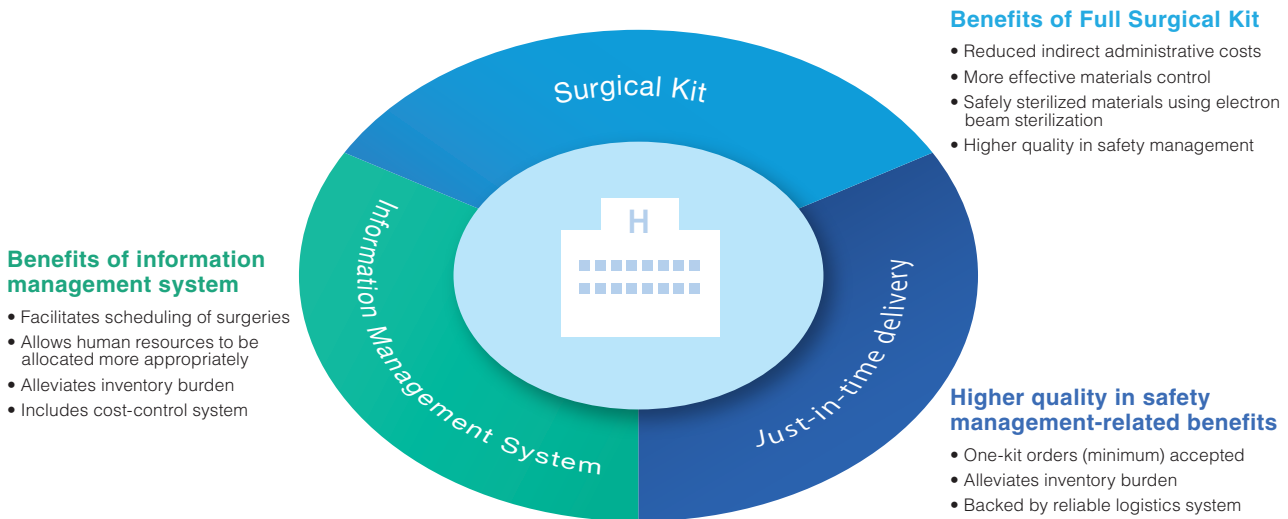 Benefits of Full Surgical Kit
• Reduced indirect administrative costs
• More effective materials control
• Safely sterilized materials using electron
beam sterilization
• Higher quality in safety management
Surgical Kit
H
Information Management System
Just-in-time delivery
Benefits of information
management system
• Facilitates scheduling of surgeries
• Allows human resources to be
allocated more appropriately
• Alleviates inventory burden
• Includes cost-control system
Higher quality in safety
management-related benefits
• One-kit orders (minimum) accepted
• Alleviates inventory burden
• Backed by reliable logistics system